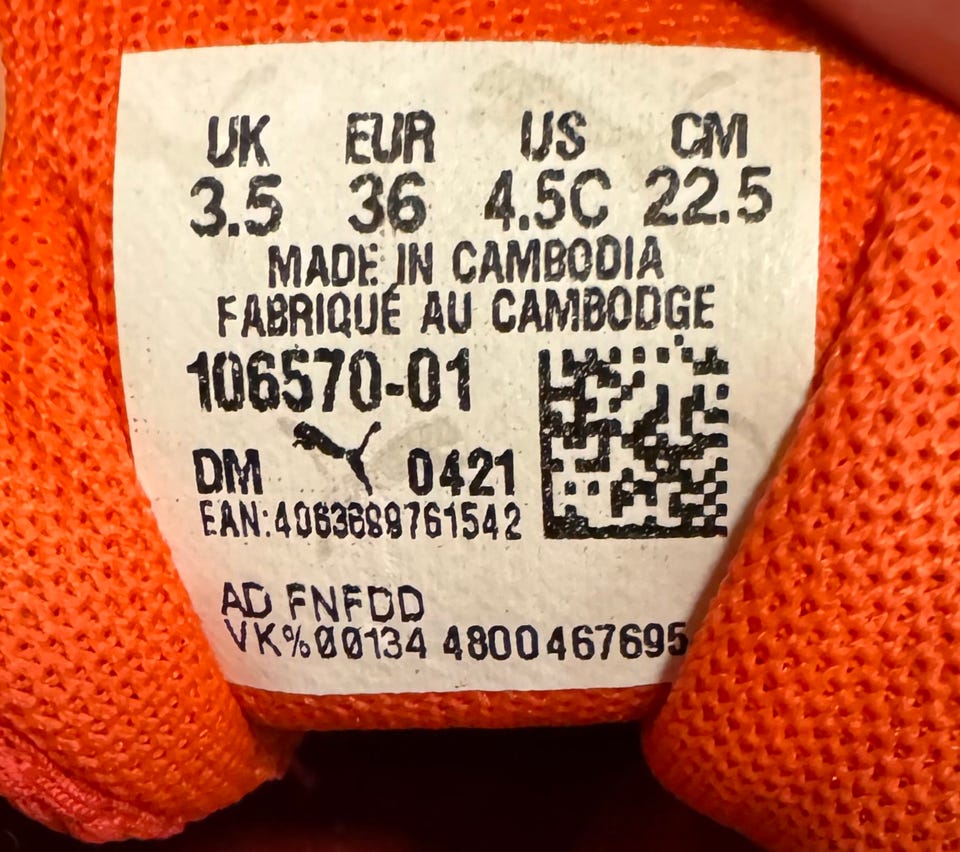 UK EUR US CM
3.5 36 4.5C 22.5
MADE IN CAMBODIA
FABRIQUÉ AU CAMBODGE
106570-01
DM 0421
EAN:4063699761542
AD FNFDD
VK%00134 4800467695